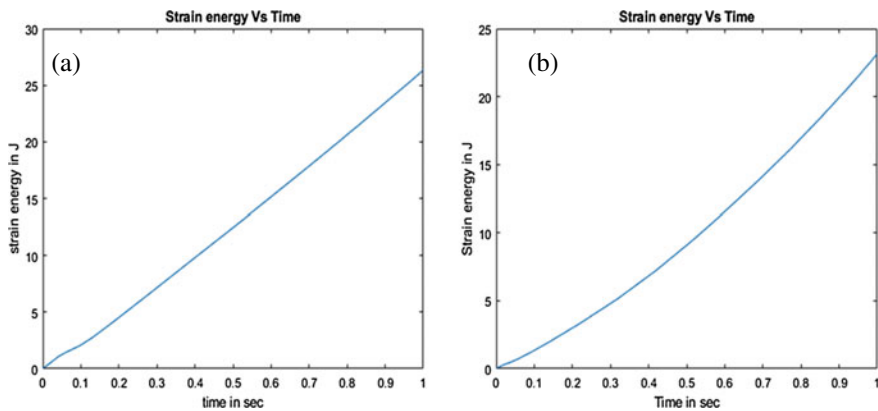 Strain energy Vs Time
(a)
30
25
20
15
10
5
0
strain energy in J
0 0.1 0.2 0.3 0.4 0.5 0.6 0.7 0.8 0.9 1
time in sec
Strain energy Vs Time
(b)
25
20
15
10
5
0
Strain energy in J
0 0.1 0.2 0.3 0.4 0.5 0.6 0.7 0.8 0.9 1
Time in sec